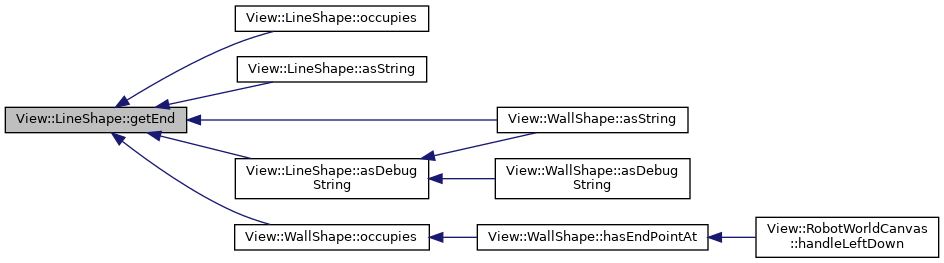 View::LineShape::occupies
View::LineShape::asString
View::LineShape::getEnd
View::WallShape::asString
View::LineShape::asDebug
String
View::WallShape::asDebug
String
View::WallShape::occupies
View::WallShape::hasEndPointAt
View::RobotWorldCanvas
::handleLeftDown